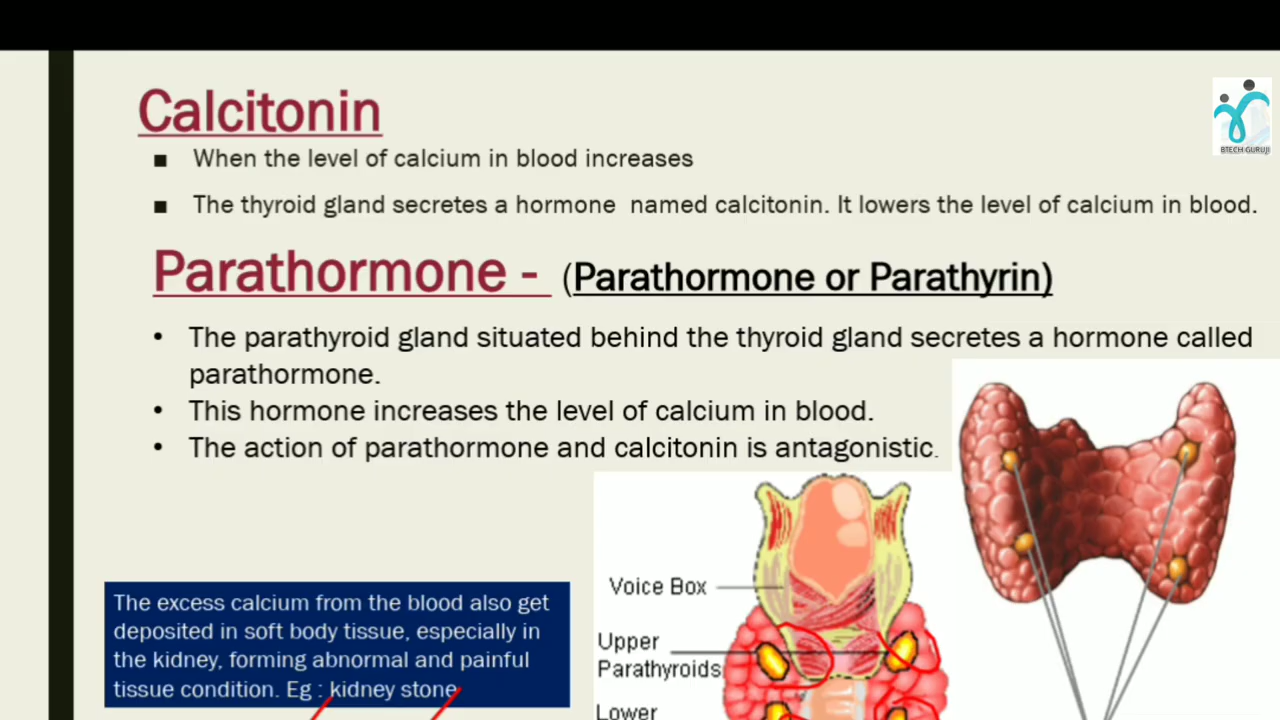 Calcitonin
▪ When the level of calcium in blood increases
▪ The thyroid gland secretes a hormone named calcitonin. It lowers the level of calcium in blood.
BTECH GURUJI
Parathormone - (Parathormone or Parathyrin)
• The parathyroid gland situated behind the thyroid gland secretes a hormone called
parathormone.
• This hormone increases the level of calcium in blood.
• The action of parathormone and calcitonin is antagonistic.
The excess calcium from the blood also get
deposited in soft body tissue, especially in
the kidney, forming abnormal and painful
tissue condition. Eg : kidney stone
Voice Box
Upper
Parathyroids
Lower